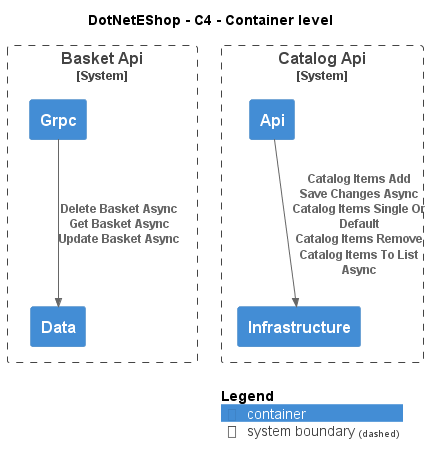 DotNetEShop - C4 - Container level
Basket Api
[System]
Grpc
Delete Basket Async
Get Basket Async
Update Basket Async
Data
Catalog Api
[System]
Api
Catalog Items Add
Save Changes Async
Catalog Items Single Or
Default
Catalog Items Remove
Catalog Items To List
Async
Infrastructure
Legend
container
system boundary (dashed)